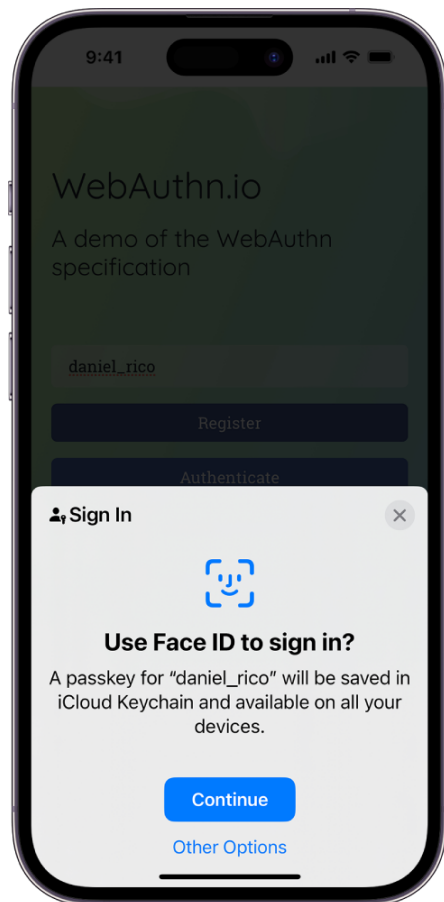 9:41
WebAuthn.io
A demo of the WebAuthn
specification
daniel_rico
Register
Authenticate
Sign In
Use Face ID to sign in?
A passkey for “daniel_rico” will be saved in
iCloud Keychain and available on all your
devices.
Continue
Other Options